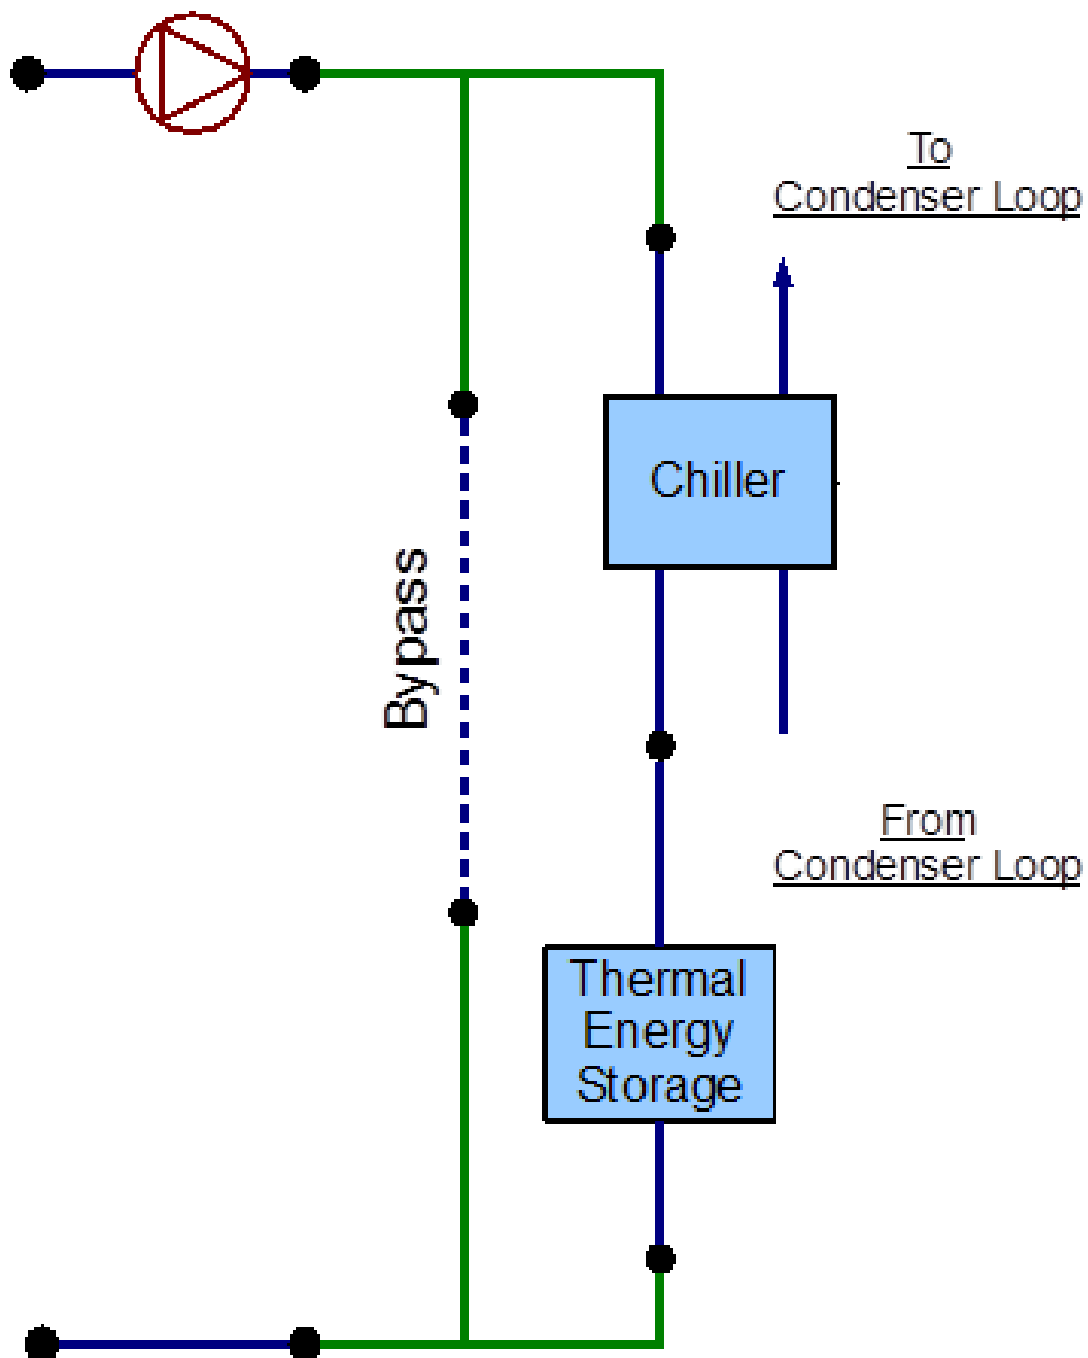 To
Condenser Loop
Chiller
Bypass
From
Condenser Loop
Thermal
Energy
Storage